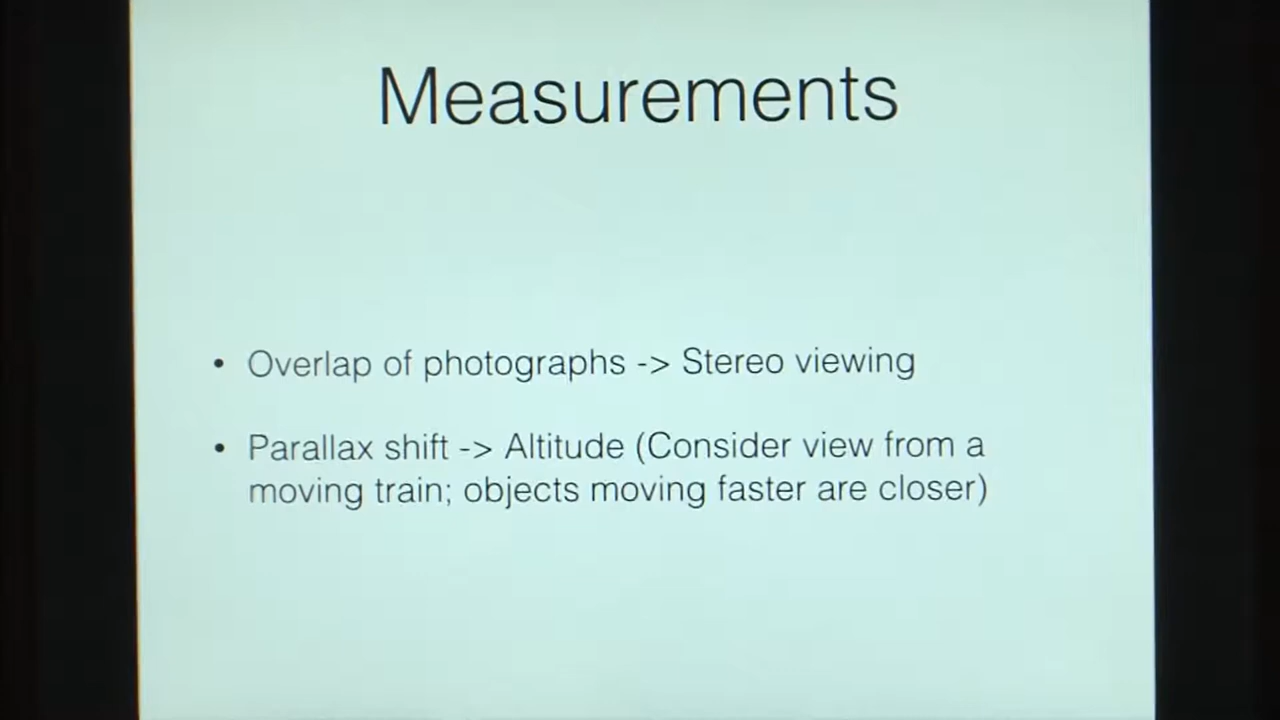 Measurements
• Overlap of photographs -> Stereo viewing
• Parallax shift -> Altitude (Consider view from a
moving train; objects moving faster are closer)